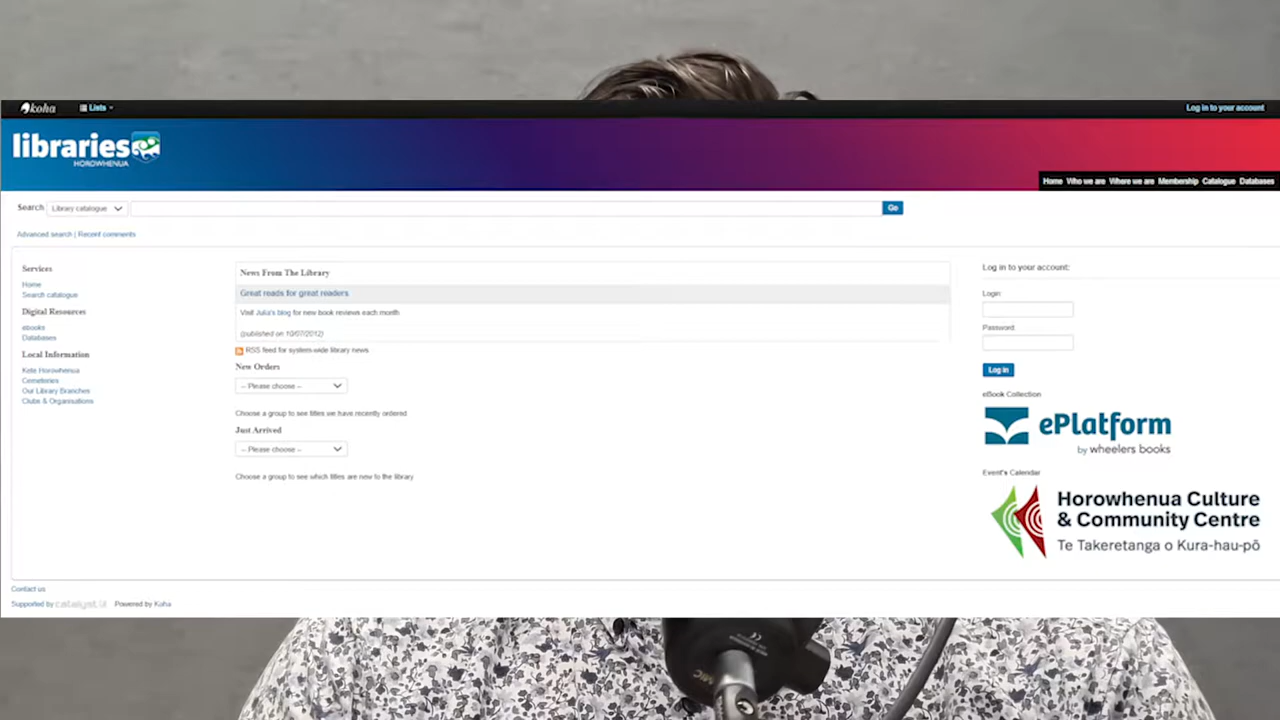 koha
Lists
Log in to your account
libraries
HOROWHENUA
Home Who we are Where we are Membership Catalogue Databases
Search Library catalogue Go
Advanced search | Recent comments
Services
Home
Search catalogue
Digital Resources
ebooks
Databases
Local Information
Kete Horowhenua
Cemeteries
Our Library Branches
Clubs & Organisations
News From The Library
Great reads for great readers
Visit Julia's blog for new book reviews each month
(published on 10/07/2012)
RSS feed for system-wide library news
New Orders
-- Please choose --
Choose a group to see titles we have recently ordered
Just Arrived
-- Please choose --
Choose a group to see which titles are new to the library
Log in to your account:
Login:
Password:
Log in
eBook Collection
ePlatform
by wheelers books
Event's Calendar
Horowhenua Culture
& Community Centre
Te Takeretanga o Kura-hau-pō
Contact us
Supported by catalyst Powered by Koha
MIC